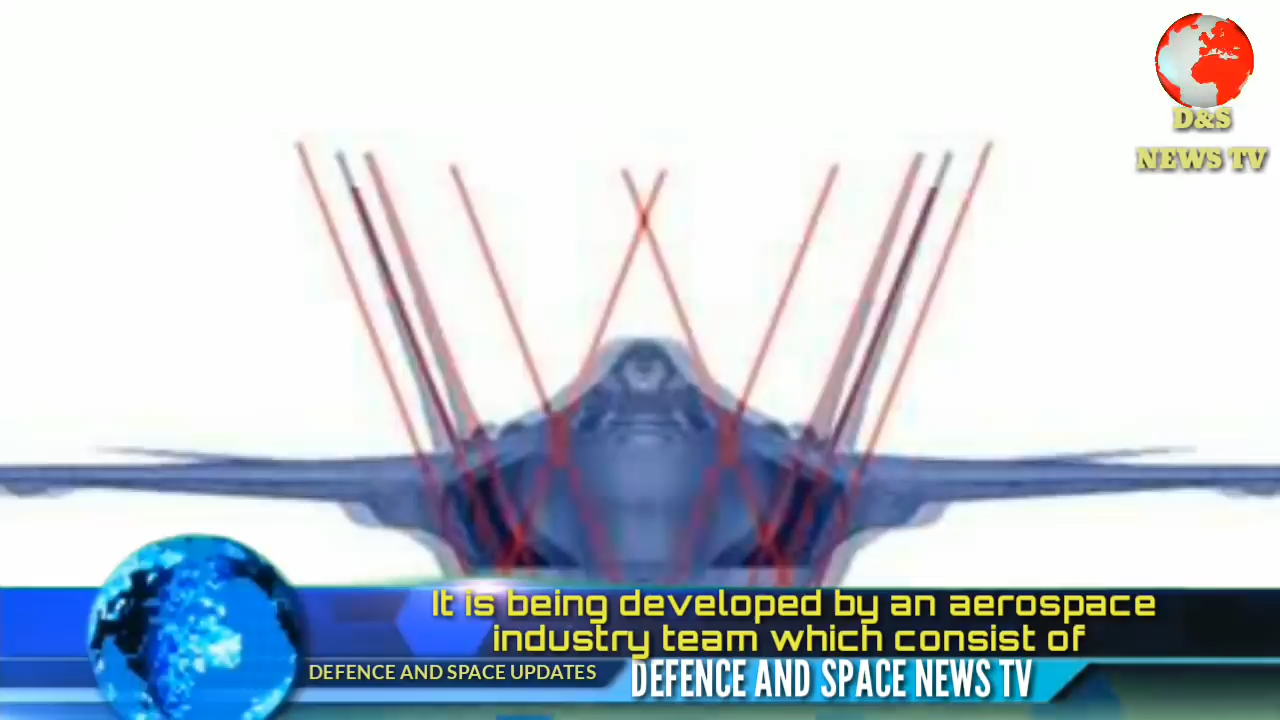 D&S
NEWS TV
It is being developed by an aerospace
industry team which consist of
DEFENCE AND SPACE UPDATES
DEFENCE AND SPACE NEWS TV